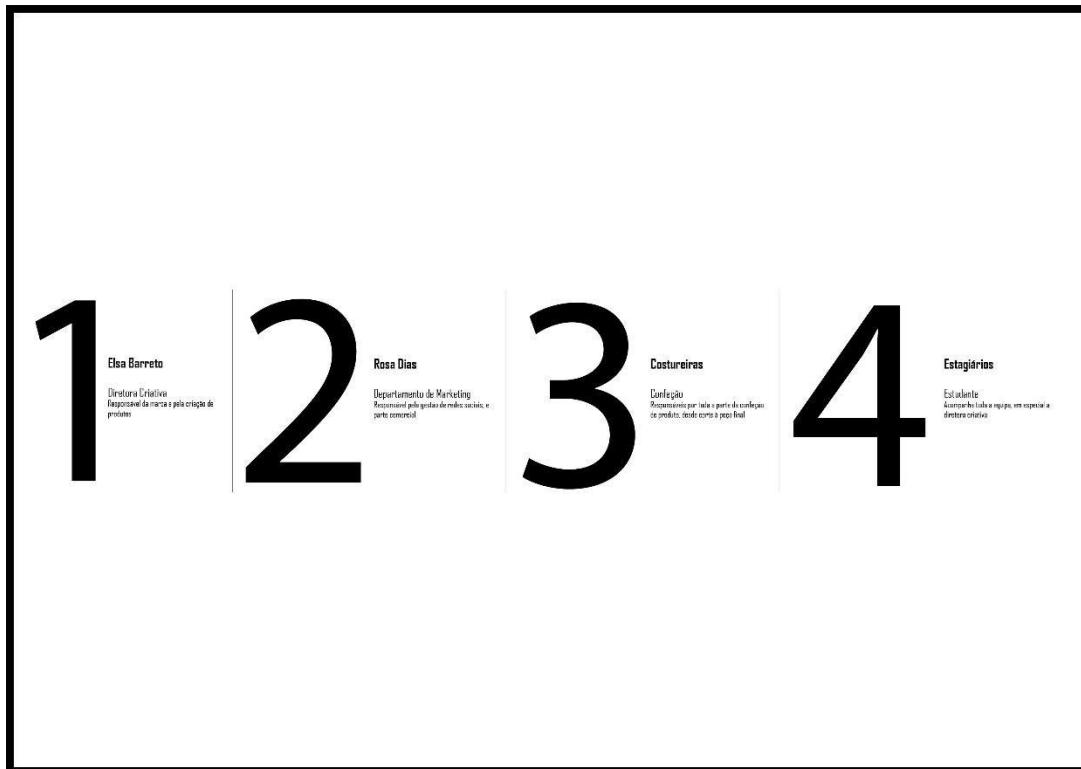 1
Elsa Barreto
Diretora Criativa
Responsável da marca e pela criação de
produtos
2
Rosa Dias
Departamento de Marketing
Responsável pela gestão de redes sociais, e
parte comercial
3
Costureiras
Confeção
Responsáveis por toda a parte da confeção
do produto, desde corte à peça final
4
Estagiários
Estudante
Acompanha toda a equipa, em especial a
diretora criativa